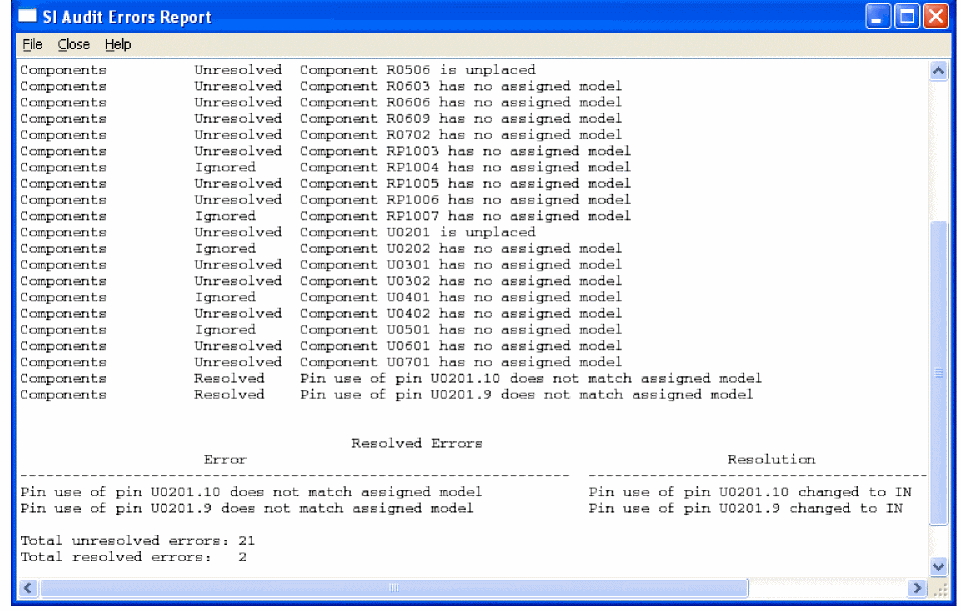 SI Audit Errors Report
File Close Help
Components Unresolved Component R0506 is unplaced
Components Unresolved Component R0603 has no assigned model
Components Unresolved Component R0606 has no assigned model
Components Unresolved Component R0609 has no assigned model
Components Unresolved Component R0702 has no assigned model
Components Unresolved Component RP1003 has no assigned model
Components Ignored Component RP1004 has no assigned model
Components Unresolved Component RP1005 has no assigned model
Components Unresolved Component RP1006 has no assigned model
Components Ignored Component RP1007 has no assigned model
Components Unresolved Component U0201 is unplaced
Components Ignored Component U0202 has no assigned model
Components Unresolved Component U0301 has no assigned model
Components Unresolved Component U0302 has no assigned model
Components Ignored Component U0401 has no assigned model
Components Unresolved Component U0402 has no assigned model
Components Ignored Component U0501 has no assigned model
Components Unresolved Component U0601 has no assigned model
Components Unresolved Component U0701 has no assigned model
Components Resolved Pin use of pin U0201.10 does not match assigned model
Components Resolved Pin use of pin U0201.9 does not match assigned model
Resolved Errors
Error Resolution
Pin use of pin U0201.10 does not match assigned model Pin use of pin U0201.10 changed to IN
Pin use of pin U0201.9 does not match assigned model Pin use of pin U0201.9 changed to IN
Total unresolved errors: 21
Total resolved errors: 2